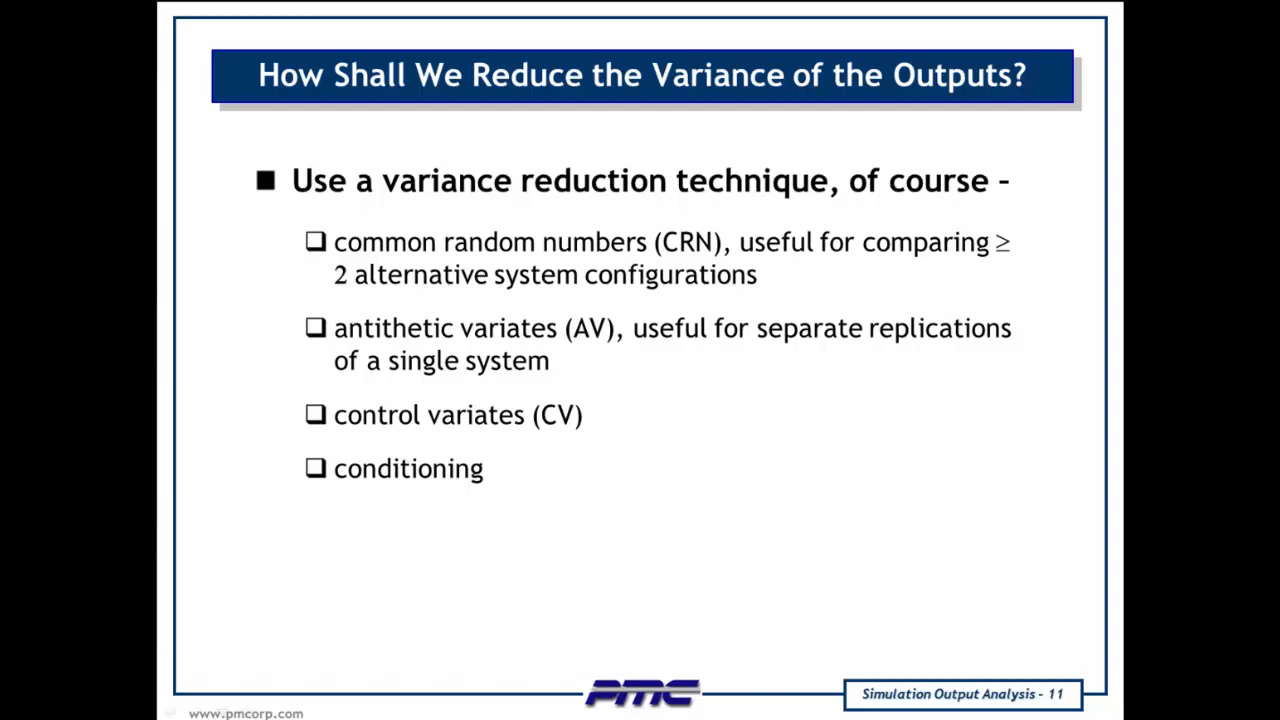 How Shall We Reduce the Variance of the Outputs?
Use a variance reduction technique, of course –
common random numbers (CRN), useful for comparing ≥
2 alternative system configurations
antithetic variates (AV), useful for separate replications
of a single system
control variates (CV)
conditioning
PMC
Simulation Output Analysis - 11
www.pmcorp.com